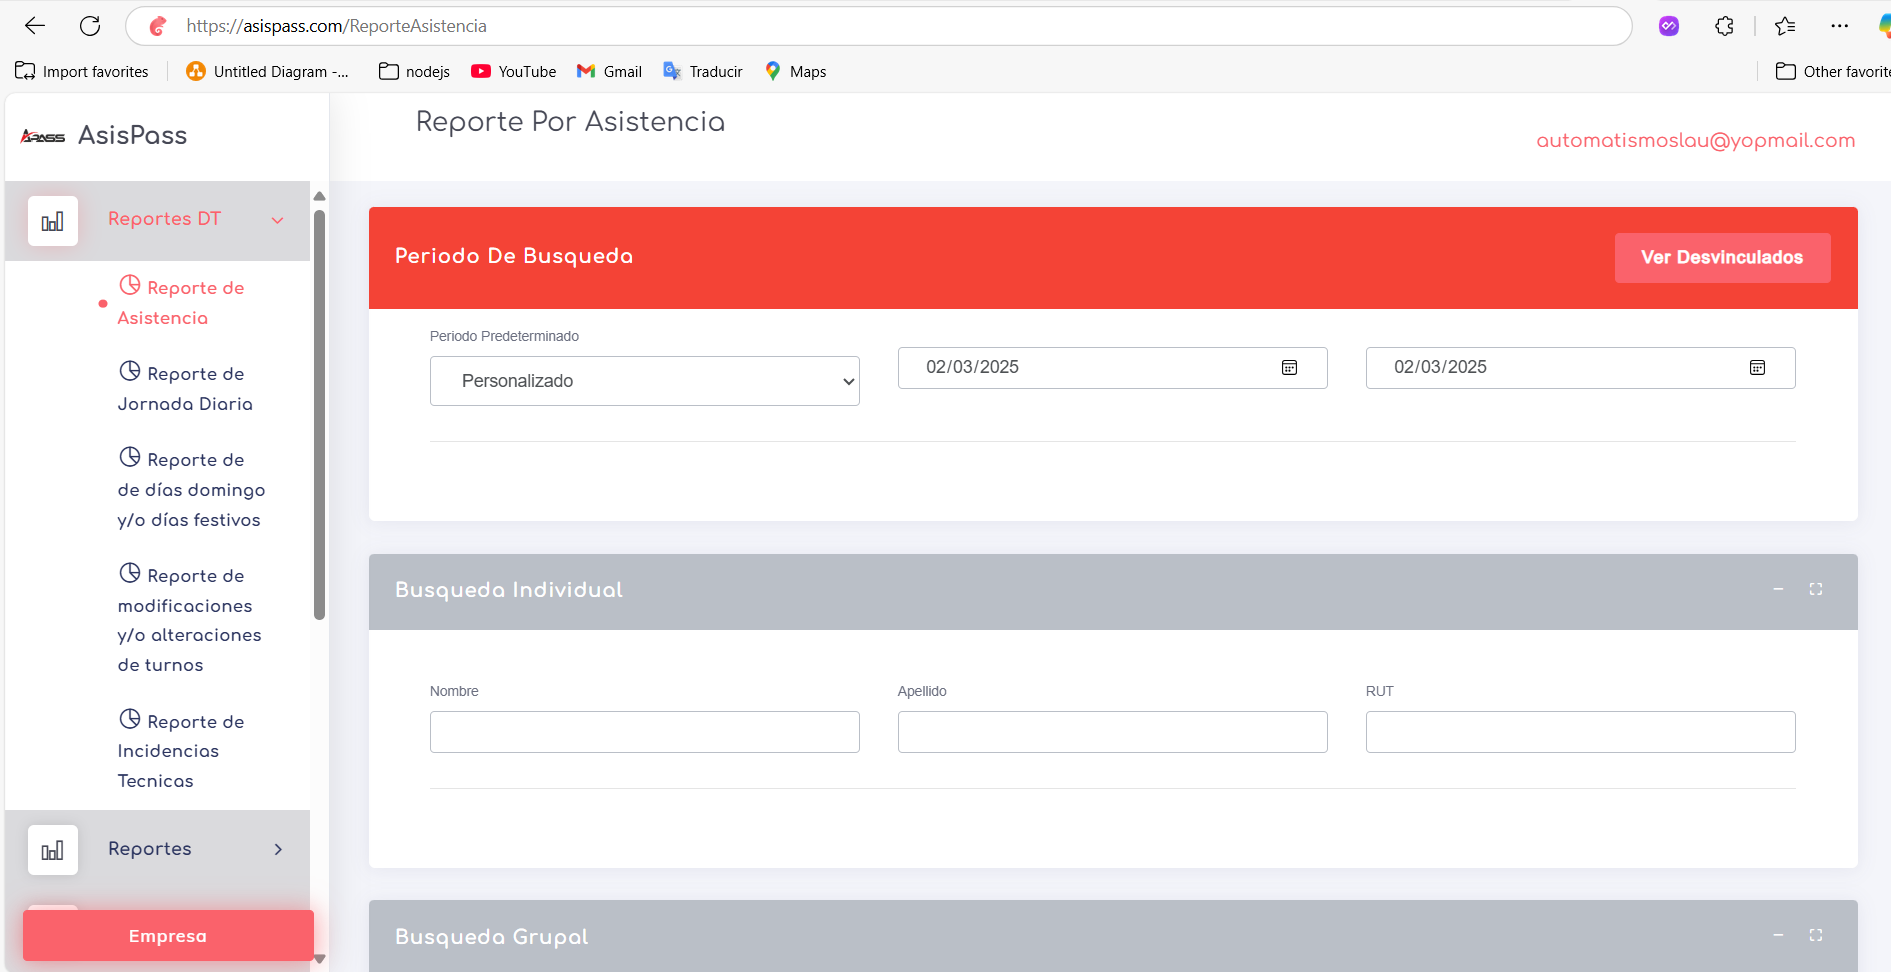 https://asispass.com/ReporteAsistencia
Import favorites
Untitled Diagram -...
nodejs
YouTube
Gmail
Traducir
Maps
Other favorite
APASS
AsisPass
Reporte Por Asistencia
automatismoslau@yopmail.com
Reportes DT
Reporte de
Asistencia
Reporte de
Jornada Diaria
Reporte de
de días domingo
y/o días festivos
Reporte de
modificaciones
y/o alteraciones
de turnos
Reporte de
Incidencias
Tecnicas
Reportes
Empresa
Periodo De Busqueda
Ver Desvinculados
Periodo Predeterminado
Personalizado
02/03/2025
02/03/2025
Busqueda Individual
Nombre
Apellido
RUT
Busqueda Grupal